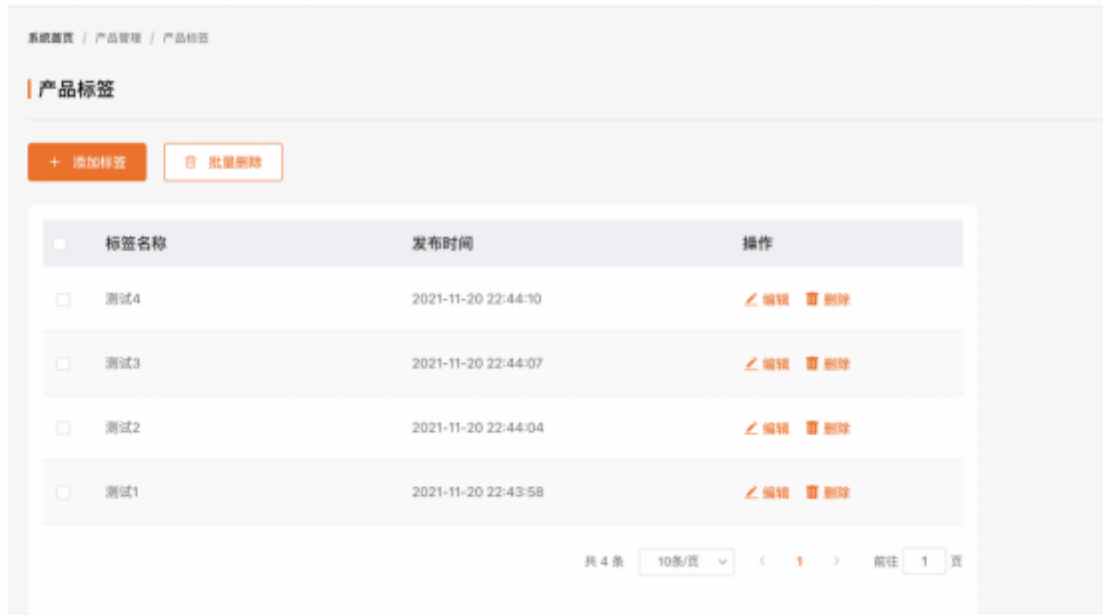 系统首页 / 产品管理 / 产品标签
产品标签
+ 添加标签 批量删除
标签名称 发布时间 操作
测试4 2021-11-20 22:44:10 编辑 删除
测试3 2021-11-20 22:44:07 编辑 删除
测试2 2021-11-20 22:44:04 编辑 删除
测试1 2021-11-20 22:43:58 编辑 删除
共 4 条 10条/页 < 1 > 前往 1 页